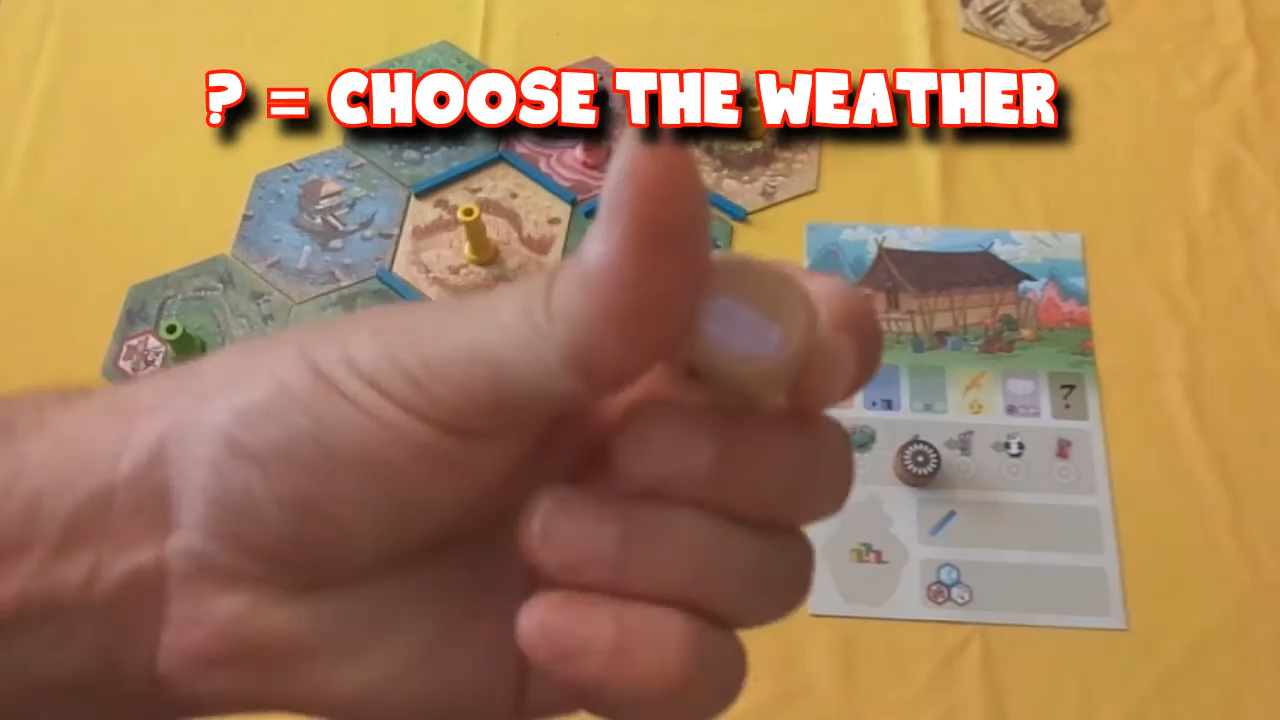 ? = CHOOSE THE WEATHER
?